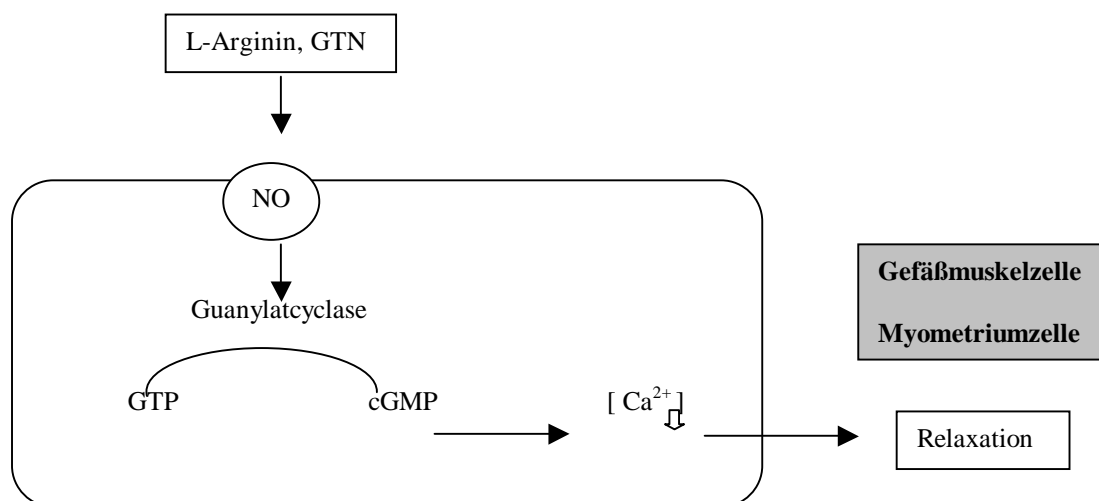 L-Arginin, GTN
NO
Gefäßmuskelzelle
Myometriumzelle
Guanylatcyclase
GTP
cGMP
[ Ca²⁺]
Relaxation